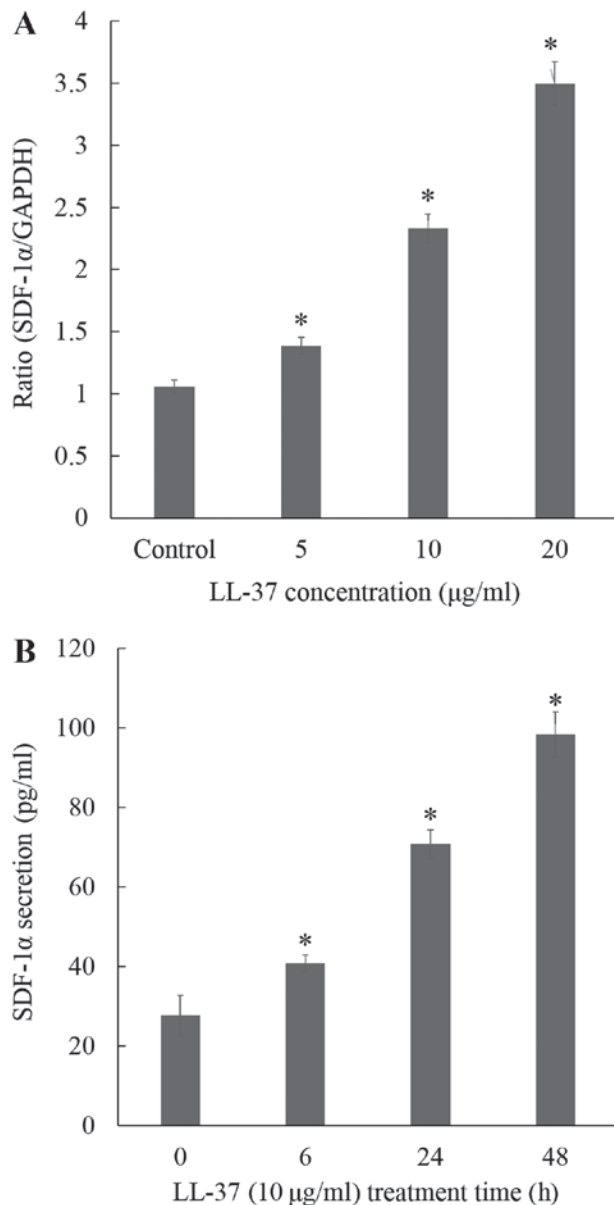 A
Ratio (SDF-1α/GAPDH)
4
3.5
3
2.5
2
1.5
1
0.5
0
*
*
*
Control 5 10 20
LL-37 concentration (μg/ml)
B
SDF-1α secretion (pg/ml)
120
100
80
60
40
20
0
*
*
*
0 6 24 48
LL-37 (10 μg/ml) treatment time (h)